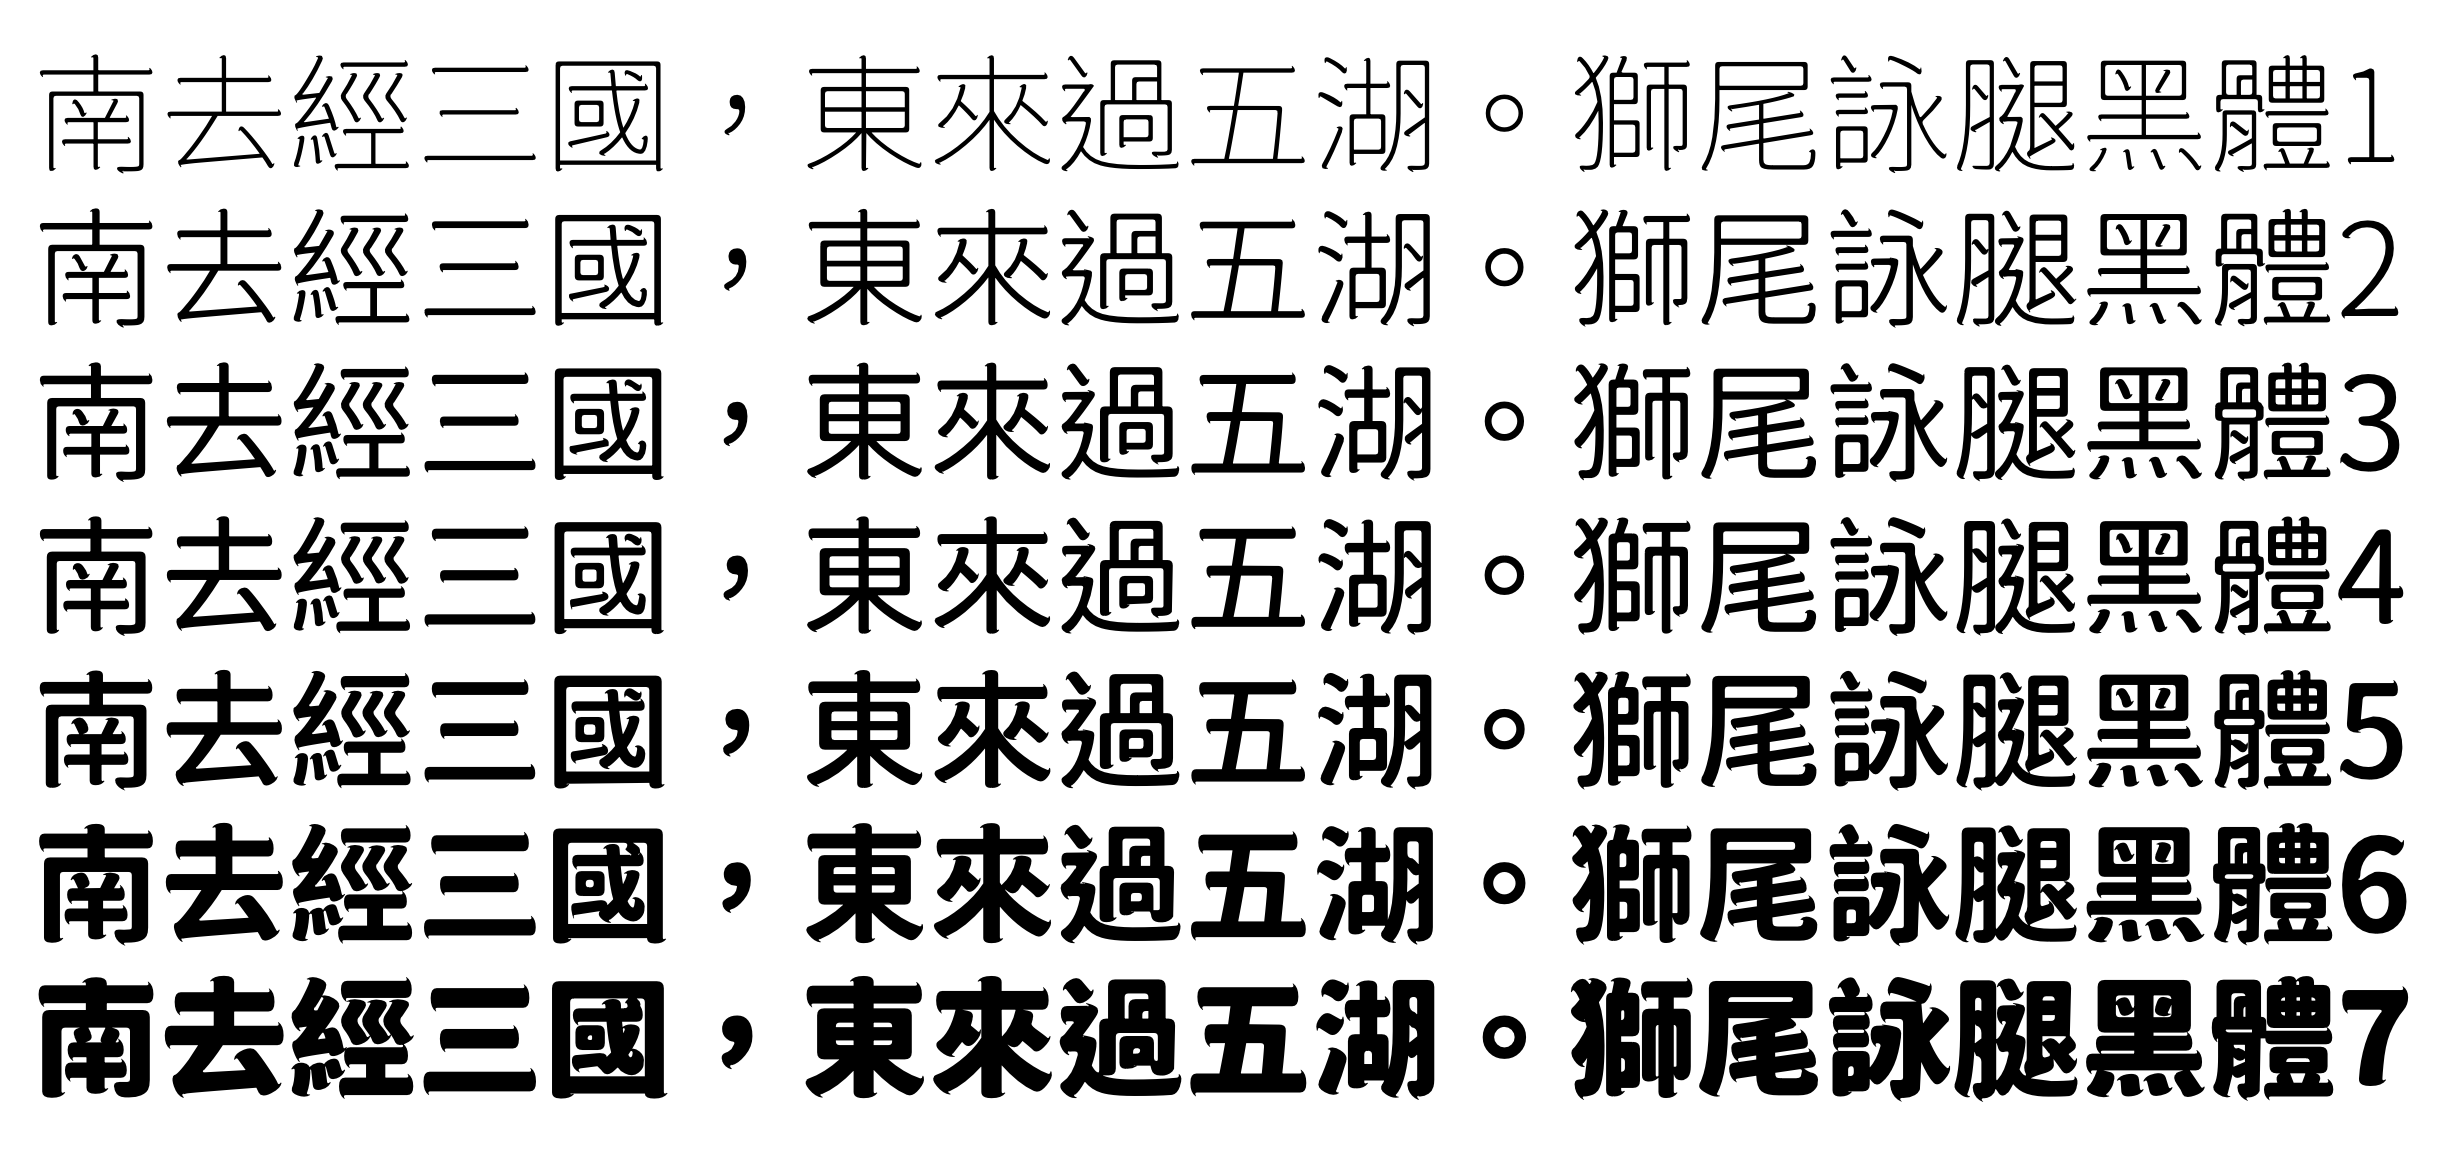 南去經三國，東來過五湖。獅尾詠腿黑體1
南去經三國，東來過五湖。獅尾詠腿黑體2
南去經三國，東來過五湖。獅尾詠腿黑體3
南去經三國，東來過五湖。獅尾詠腿黑體4
南去經三國，東來過五湖。獅尾詠腿黑體5
南去經三國，東來過五湖。獅尾詠腿黑體6
南去經三國，東來過五湖。獅尾詠腿黑體7